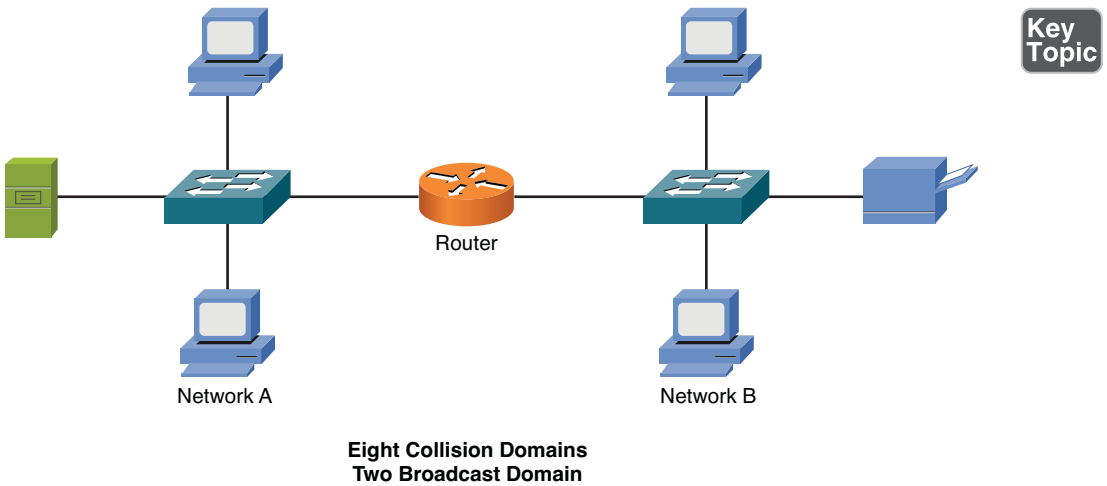 Key
Topic
Router
Network A
Network B
Eight Collision Domains
Two Broadcast Domain